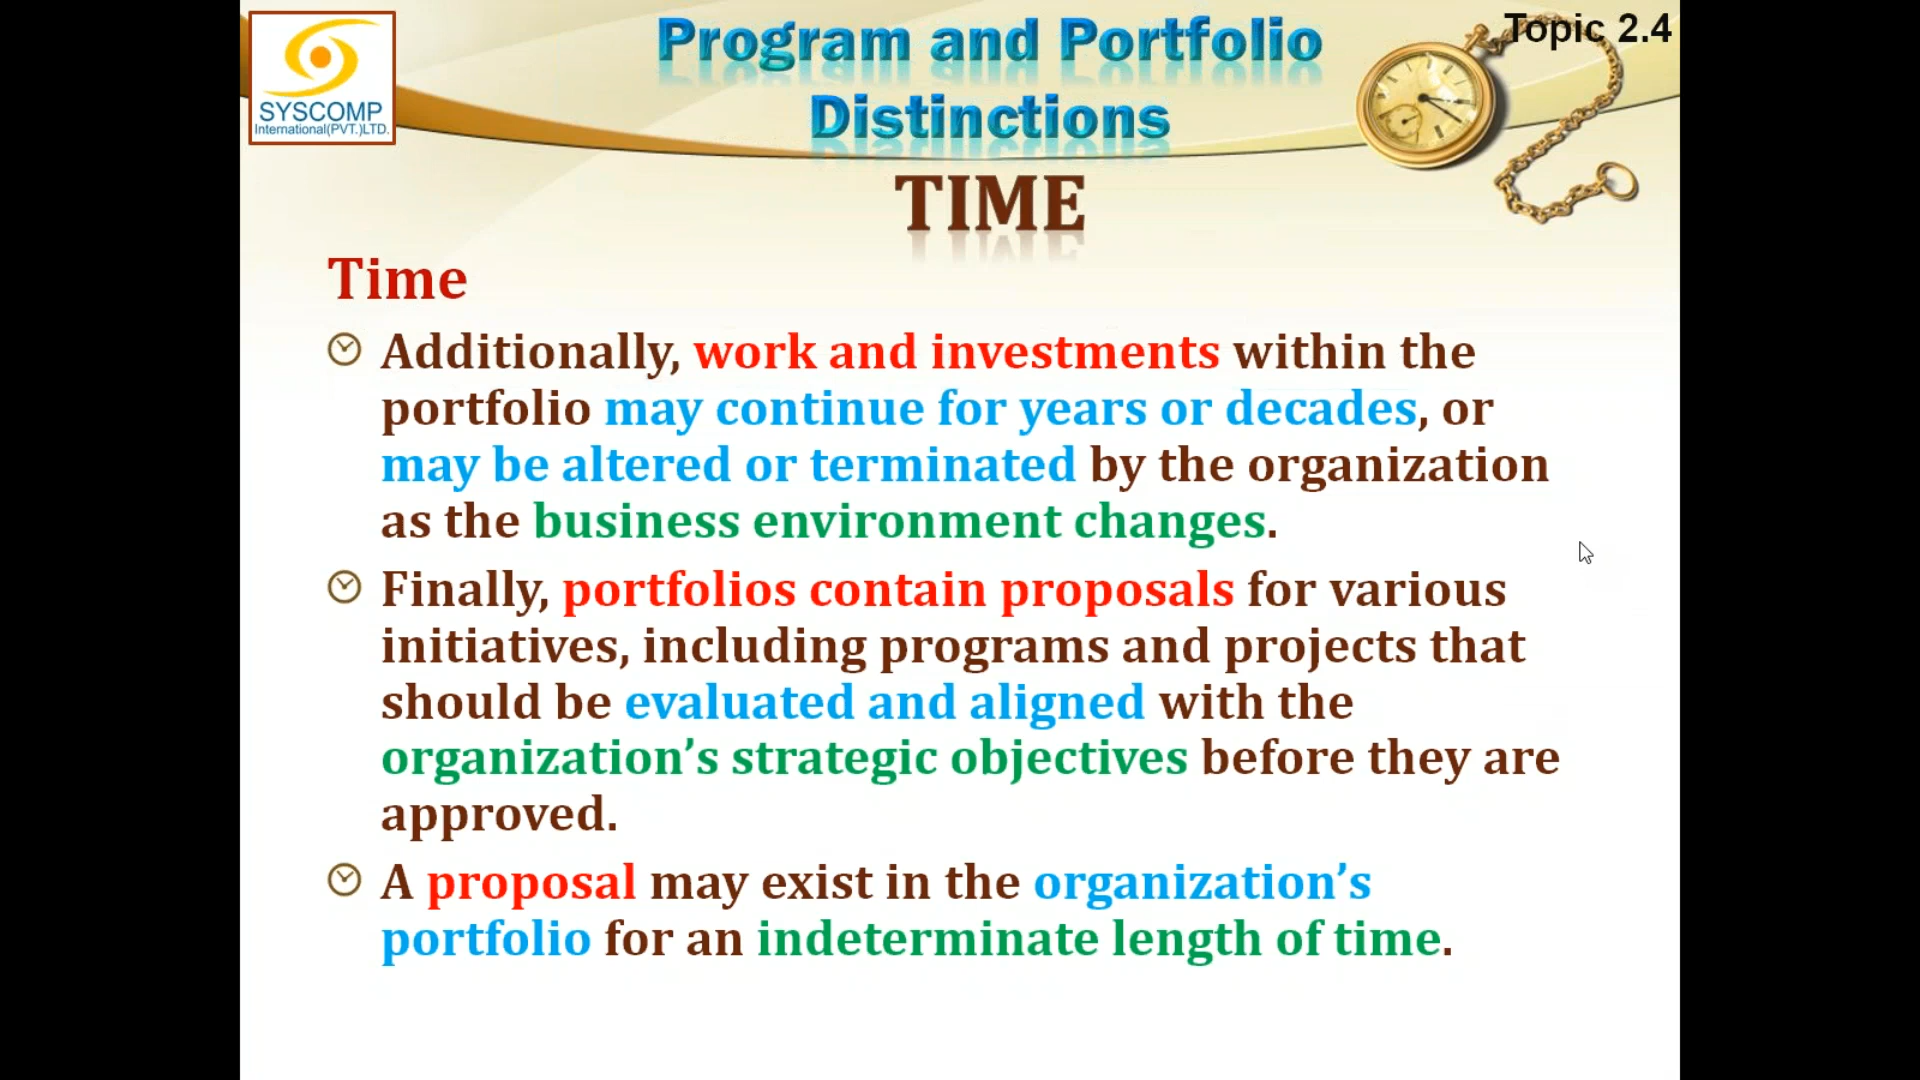 SYSCOMP
International(PVT.)LTD.
Program and Portfolio
Distinctions
Topic 2.4
TIME
Time
Additionally, work and investments within the
portfolio may continue for years or decades, or
may be altered or terminated by the organization
as the business environment changes.
Finally, portfolios contain proposals for various
initiatives, including programs and projects that
should be evaluated and aligned with the
organization’s strategic objectives before they are
approved.
A proposal may exist in the organization’s
portfolio for an indeterminate length of time.